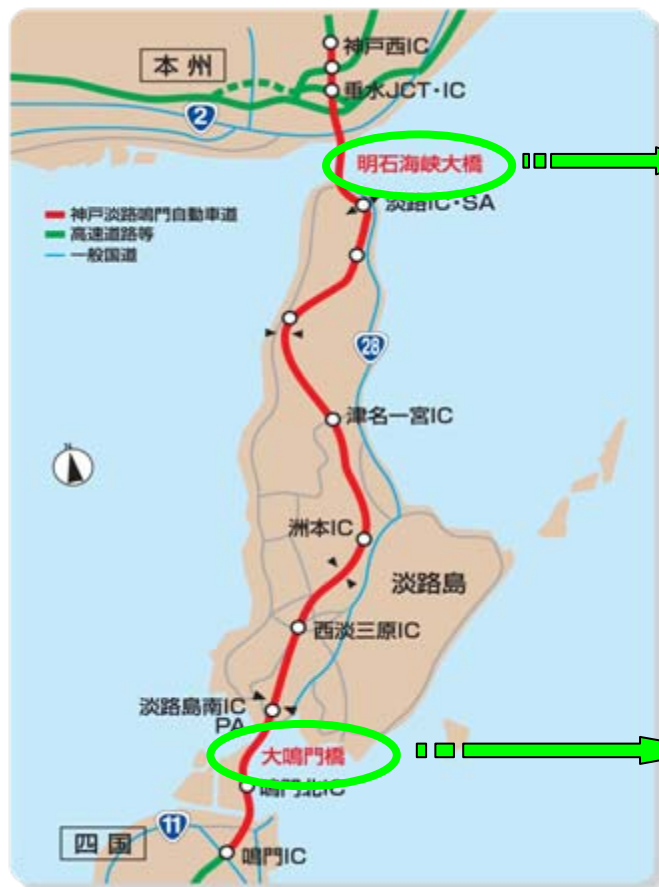 神戸西IC
本州
垂水JCT・IC
2
明石海峡大橋
淡路IC・SA
神戸淡路鳴門自動車道
高速道路等
一般国道
28
津名一宮IC
洲本IC
淡路島
西淡三原IC
淡路島南IC
PA
大鳴門橋
鳴門北IC
11
四国
鳴門IC